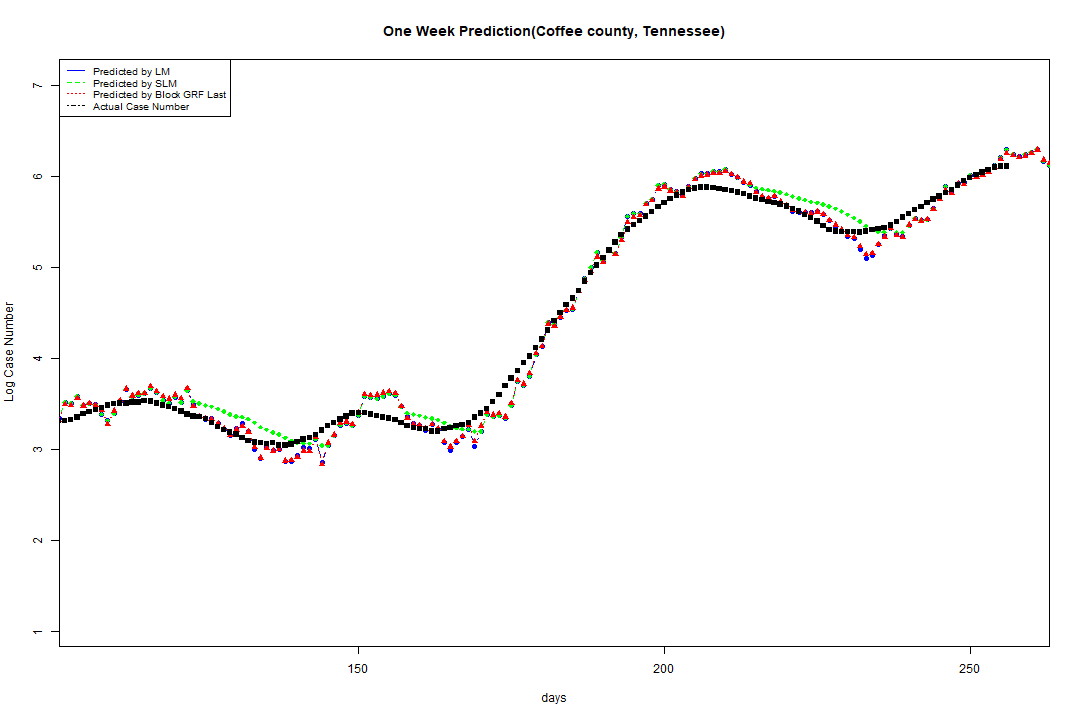 One Week Prediction(Coffee county, Tennessee)
Predicted by LM
Predicted by SLM
Predicted by Block GRF Last
Actual Case Number
7
6
5
4
3
2
1
Log Case Number
150
200
250
days